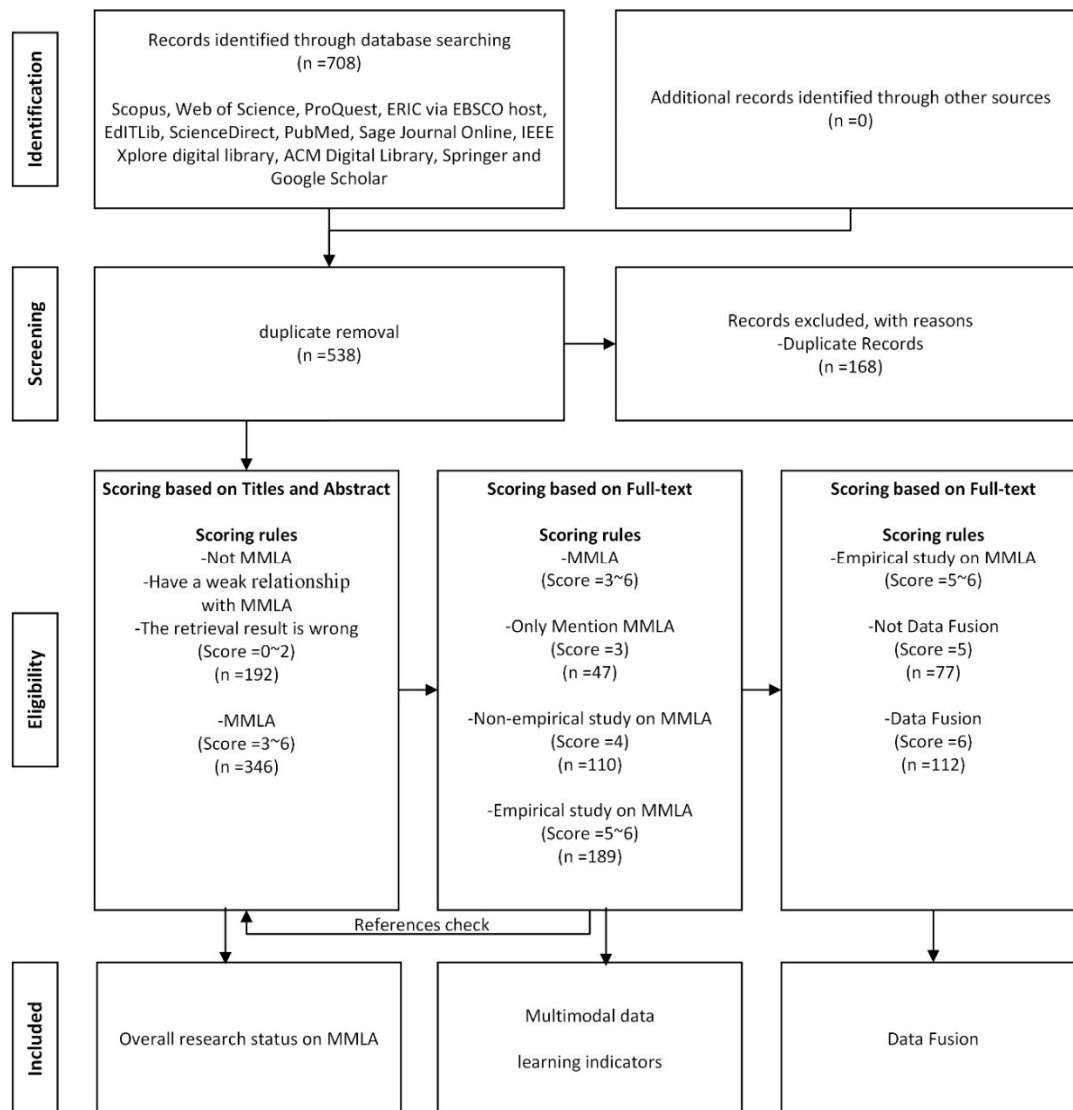 Identification
Records identified through database searching
(n =708)
Scopus, Web of Science, ProQuest, ERIC via EBSCO host,
EdITLib, ScienceDirect, PubMed, Sage Journal Online, IEEE
Xplore digital library, ACM Digital Library, Springer and
Google Scholar
Additional records identified through other sources
(n =0)
Screening
duplicate removal
(n =538)
Records excluded, with reasons
-Duplicate Records
(n =168)
Eligibility
Scoring based on Titles and Abstract
Scoring rules
-Not MMLA
-Have a weak relationship
with MMLA
-The retrieval result is wrong
(Score =0~2)
(n =192)
-MMLA
(Score =3~6)
(n =346)
Scoring based on Full-text
Scoring rules
-MMLA
(Score =3~6)
-Only Mention MMLA
(Score =3)
(n =47)
-Non-empirical study on MMLA
(Score =4)
(n =110)
-Empirical study on MMLA
(Score =5~6)
(n =189)
Scoring based on Full-text
Scoring rules
-Empirical study on MMLA
(Score =5~6)
-Not Data Fusion
(Score =5)
(n =77)
-Data Fusion
(Score =6)
(n =112)
References check
Included
Overall research status on MMLA
Multimodal data
learning indicators
Data Fusion